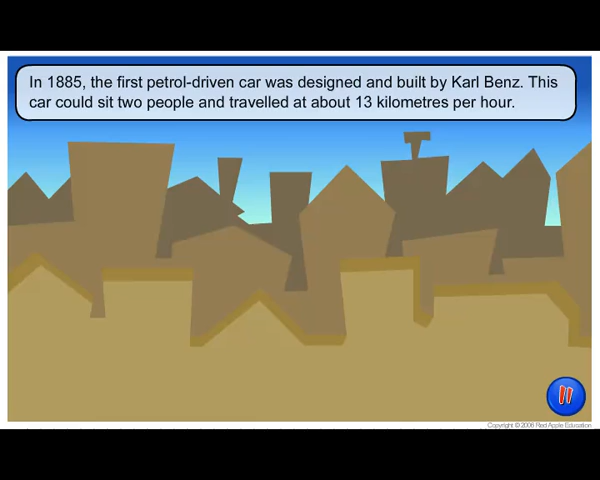 In 1885, the first petrol-driven car was designed and built by Karl Benz. This
car could sit two people and travelled at about 13 kilometres per hour.
Copyright © 2006 Red Apple Education